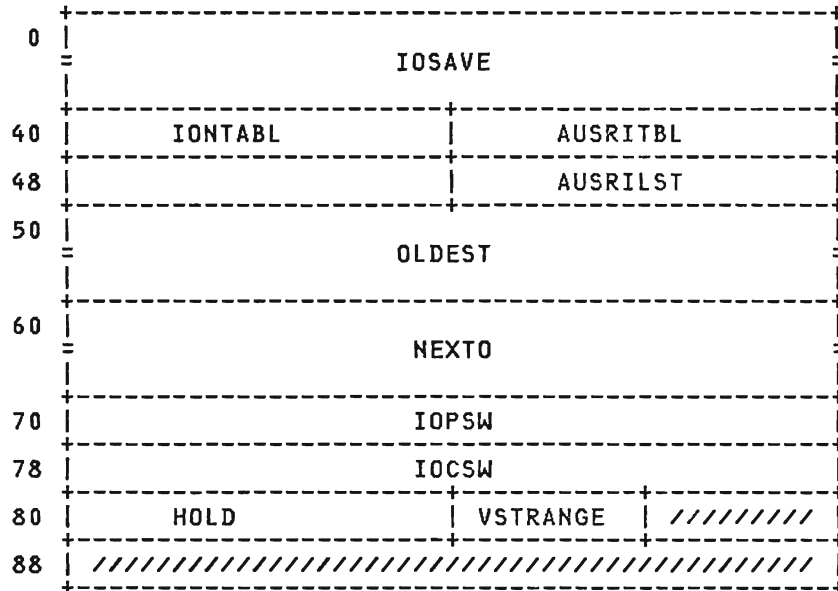 0 IOSAVE
40 IONTABL AUSRITBL
48 AUSRILST
50 OLDEST
60 NEXTO
70 IOPSW
78 IOCSW
80 HOLD VSTRANGE /////////
88 /////////////////////////////////////